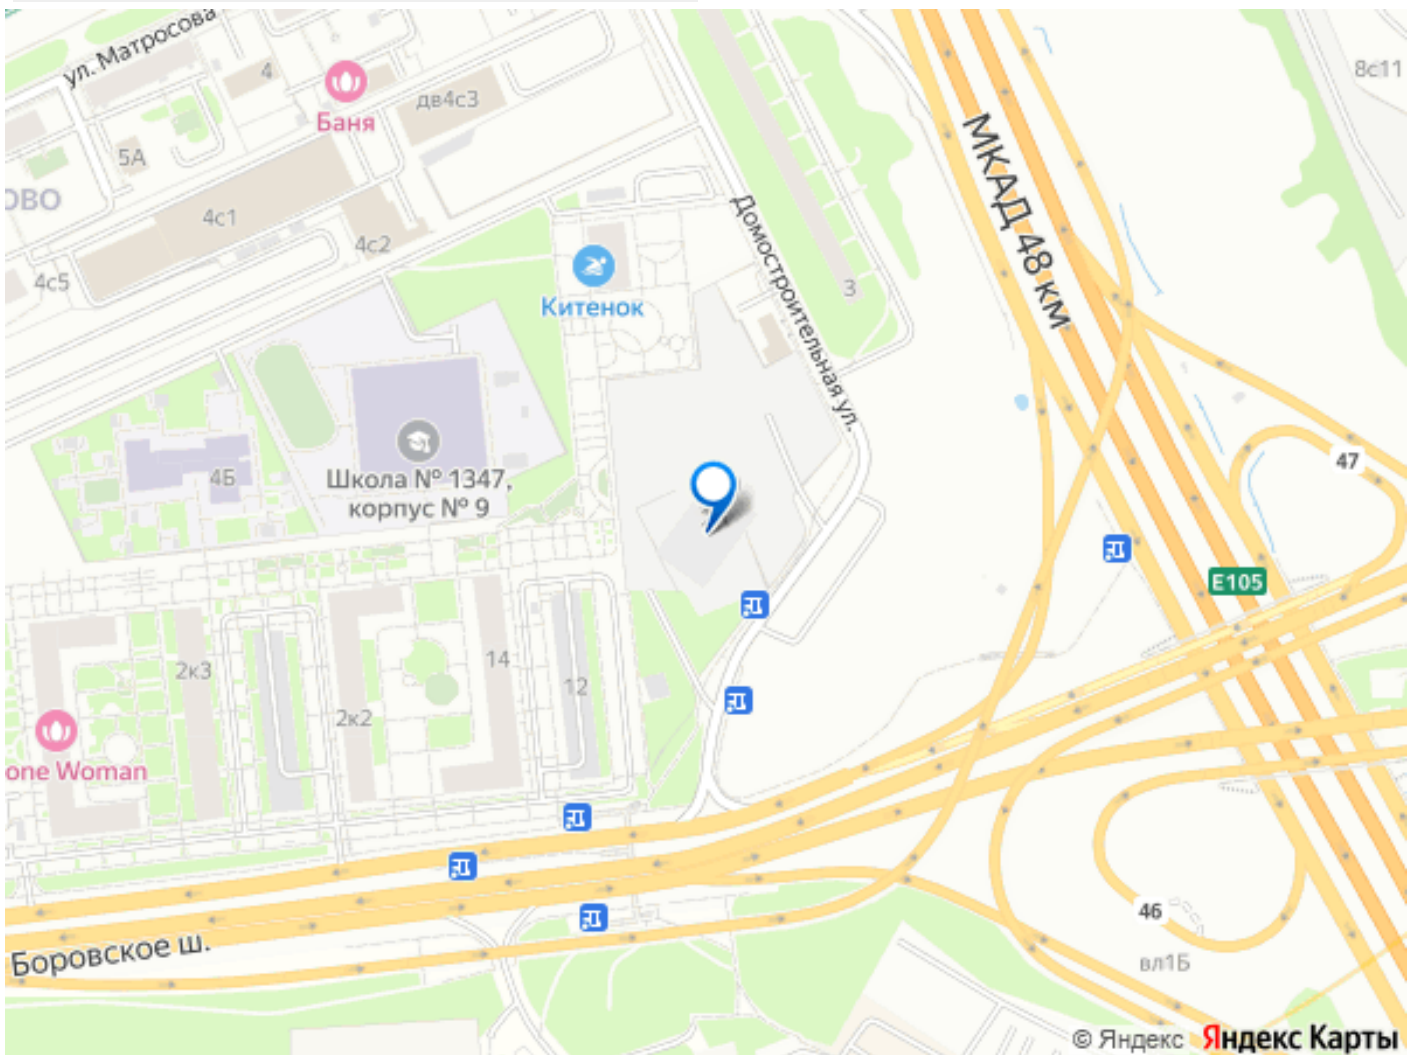 ул. Матросова
4
Баня
дв4с3
8с11
5А
ОВО
4с1
4с2
4с5
МКАД 48 км
Домостроительная ул.
3
Китенок
4Б
Школа № 1347,
корпус № 9
47
E105
2к3
14
12
2к2
one Woman
46
вл1Б
Боровское ш.
© Яндекс Яндекс Карты